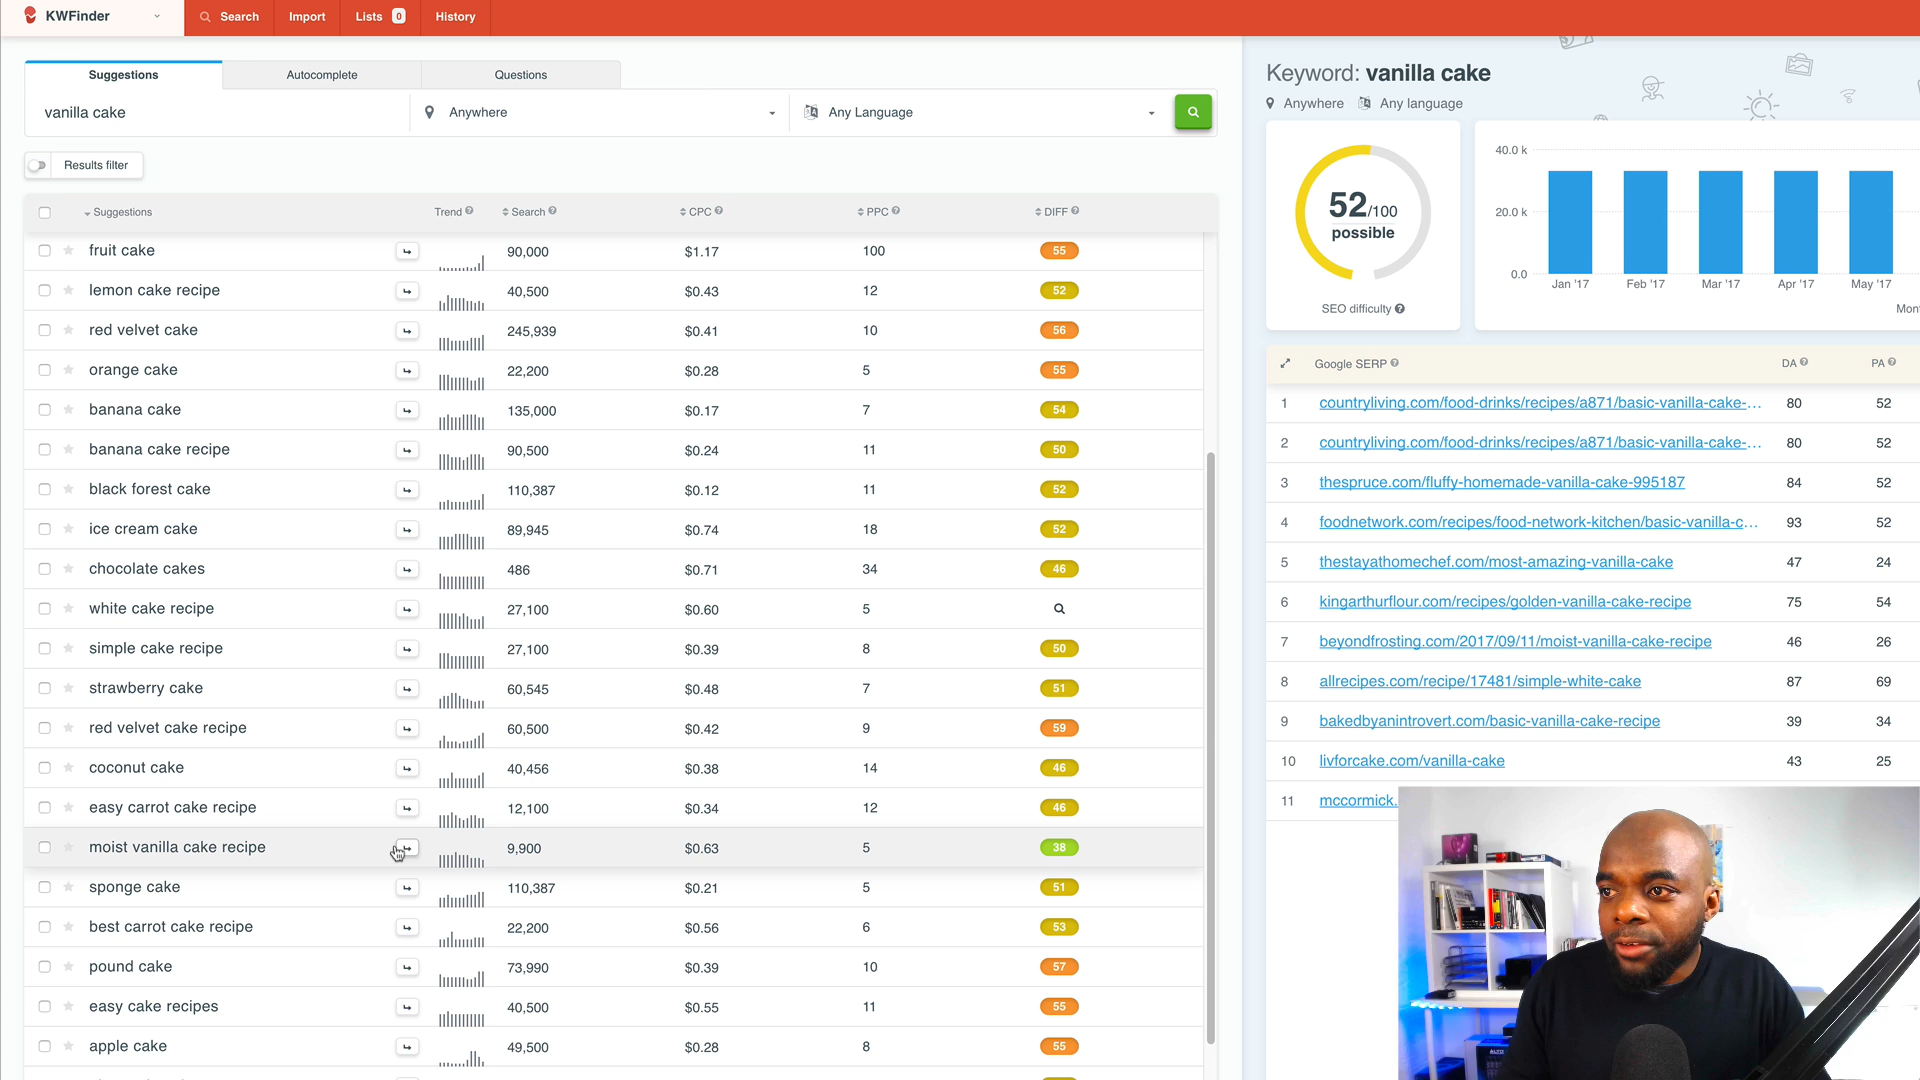 KWFinder Search Import Lists 0 History
Suggestions Autocomplete Questions
vanilla cake Anywhere Any Language
Results filter
Suggestions Trend Search CPC PPC DIFF
fruit cake 90,000 $1.17 100 55
lemon cake recipe 40,500 $0.43 12 52
red velvet cake 245,939 $0.41 10 56
orange cake 22,200 $0.28 5 55
banana cake 135,000 $0.17 7 54
banana cake recipe 90,500 $0.24 11 50
black forest cake 110,387 $0.12 11 52
ice cream cake 89,945 $0.74 18 52
chocolate cakes 486 $0.71 34 46
white cake recipe 27,100 $0.60 5
simple cake recipe 27,100 $0.39 8 50
strawberry cake 60,545 $0.48 7 51
red velvet cake recipe 60,500 $0.42 9 59
coconut cake 40,456 $0.38 14 46
easy carrot cake recipe 12,100 $0.34 12 46
moist vanilla cake recipe 9,900 $0.63 5 38
sponge cake 110,387 $0.21 5 51
best carrot cake recipe 22,200 $0.56 6 53
pound cake 73,990 $0.39 10 57
easy cake recipes 40,500 $0.55 11 55
apple cake 49,500 $0.28 8 55
Keyword: vanilla cake
Anywhere Any language
52/100
possible
SEO difficulty
40.0 k
20.0 k
0.0
Jan '17 Feb '17 Mar '17 Apr '17 May '17
Mon
Google SERP DA PA
1 countryliving.com/food-drinks/recipes/a871/basic-vanilla-cake-… 80 52
2 countryliving.com/food-drinks/recipes/a871/basic-vanilla-cake-… 80 52
3 thespruce.com/fluffy-homemade-vanilla-cake-995187 84 52
4 foodnetwork.com/recipes/food-network-kitchen/basic-vanilla-c… 93 52
5 thestayathomechef.com/most-amazing-vanilla-cake 47 24
6 kingarthurflour.com/recipes/golden-vanilla-cake-recipe 75 54
7 beyondfrosting.com/2017/09/11/moist-vanilla-cake-recipe 46 26
8 allrecipes.com/recipe/17481/simple-white-cake 87 69
9 bakedbyanintrovert.com/basic-vanilla-cake-recipe 39 34
10 livforcake.com/vanilla-cake 43 25
11 mccormick.